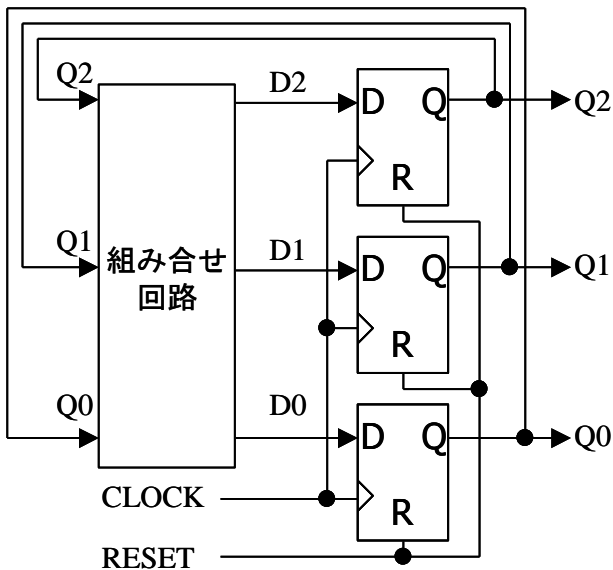 Q2
D2
D
Q
Q2
R
Q1
組み合せ
回路
D1
D
Q
Q1
R
Q0
D0
D
Q
Q0
CLOCK
R
RESET